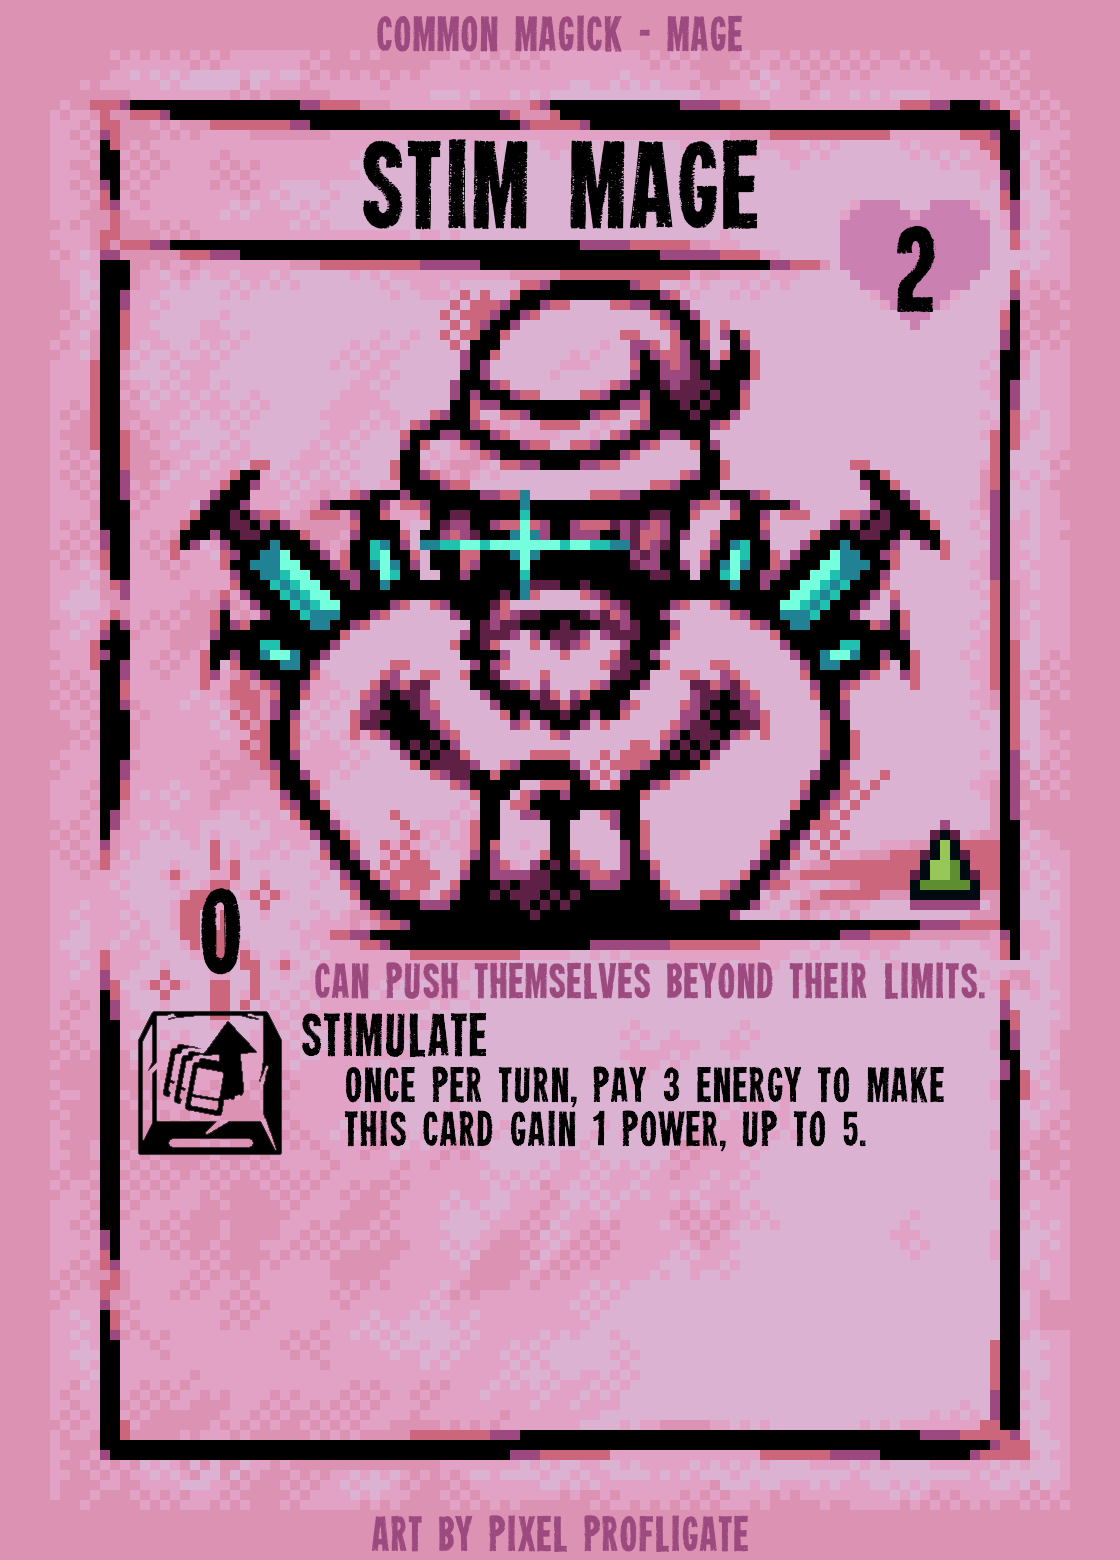 COMMON MAGICK - MAGE
STIM MAGE
2
0
CAN PUSH THEMSELVES BEYOND THEIR LIMITS.
STIMULATE
ONCE PER TURN, PAY 3 ENERGY TO MAKE
THIS CARD GAIN 1 POWER, UP TO 5.
ART BY PIXEL PROFLIGATE